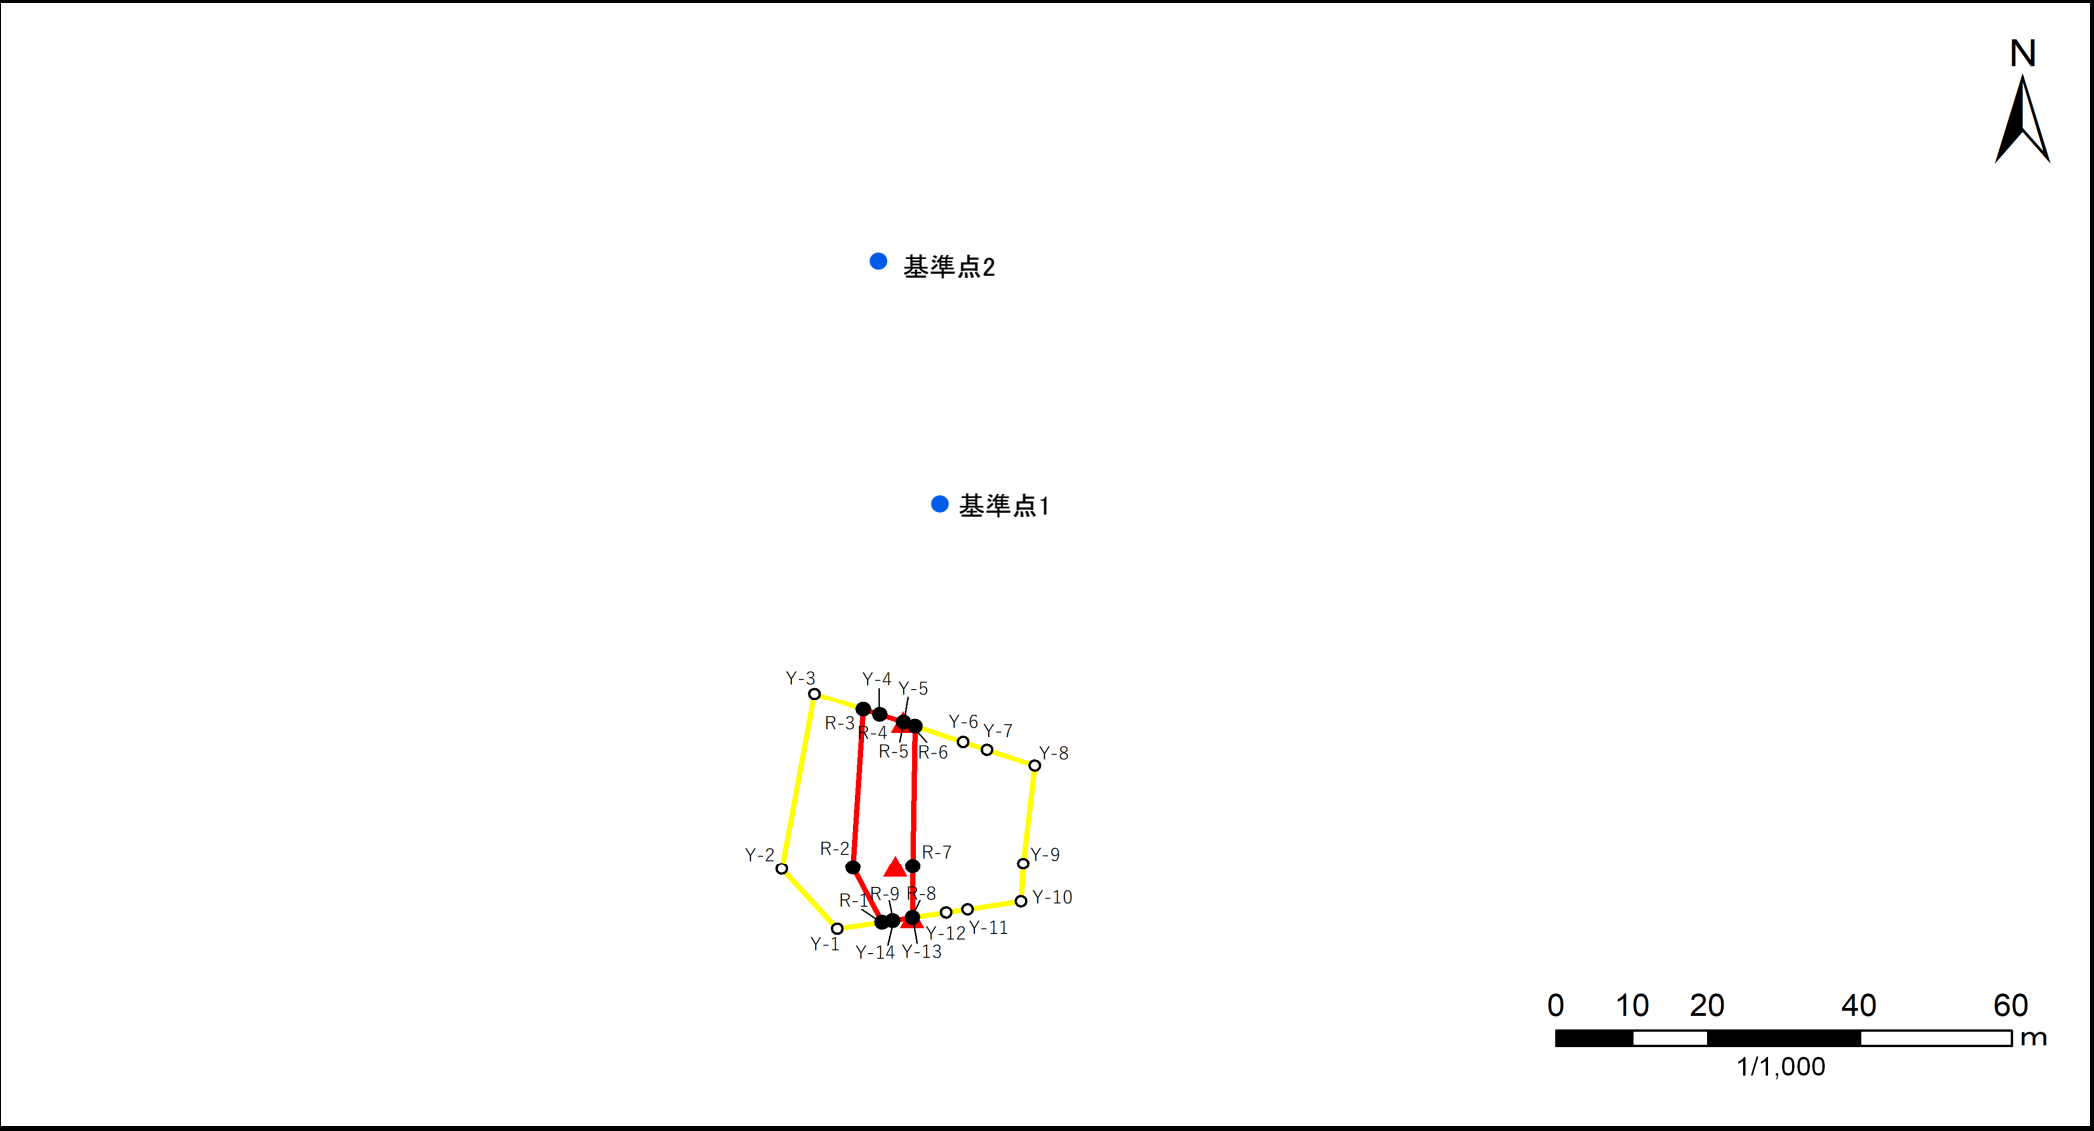 N
基準点2
基準点1
Y-3
Y-4
Y-5
R-3
R-4
R-5
R-6
Y-6
Y-7
Y-8
R-2
R-7
Y-2
Y-9
R-1
R-9
R-8
Y-10
Y-1
Y-14
Y-13
Y-12
Y-11
0 10 20 40 60
m
1/1,000